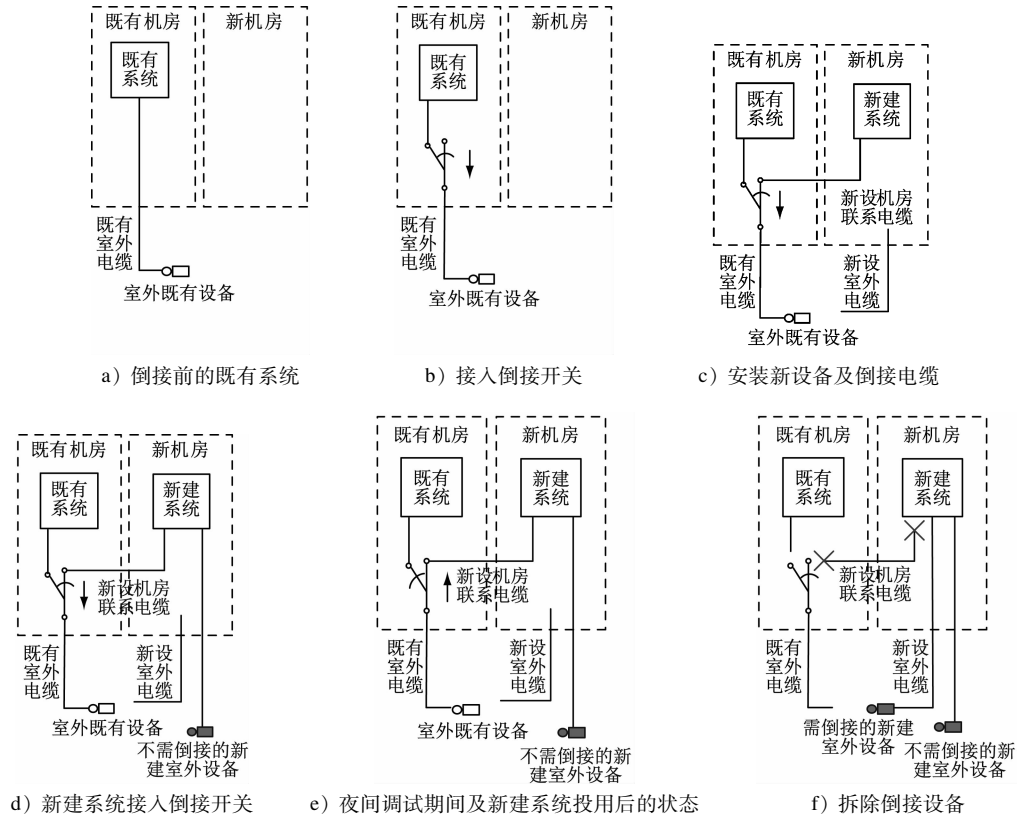 既有机房
新机房
既有
系统
既有
室外
电缆
室外既有设备
a）倒接前的既有系统
既有机房
新机房
既有
系统
既有
室外
电缆
室外既有设备
b）接入倒接开关
既有机房
新机房
既有
系统
新建
系统
新设机房
联系电缆
既有
室外
电缆
新设
室外
电缆
室外既有设备
c）安装新设备及倒接电缆
既有机房
新机房
既有
系统
新建
系统
新设机房
联系电缆
既有
室外
电缆
新设
室外
电缆
室外既有设备
不需倒接的新
建室外设备
d）新建系统接入倒接开关
既有机房
新机房
既有
系统
新建
系统
新设机房
联系电缆
既有
室外
电缆
新设
室外
电缆
室外既有设备
不需倒接的新
建室外设备
e）夜间调试期间及新建系统投用后的状态
既有机房
新机房
既有
系统
新建
系统
新设机房
联系电缆
既有
室外
电缆
新设
室外
电缆
需倒接的新建
室外设备
不需倒接的新
建室外设备
f）拆除倒接设备